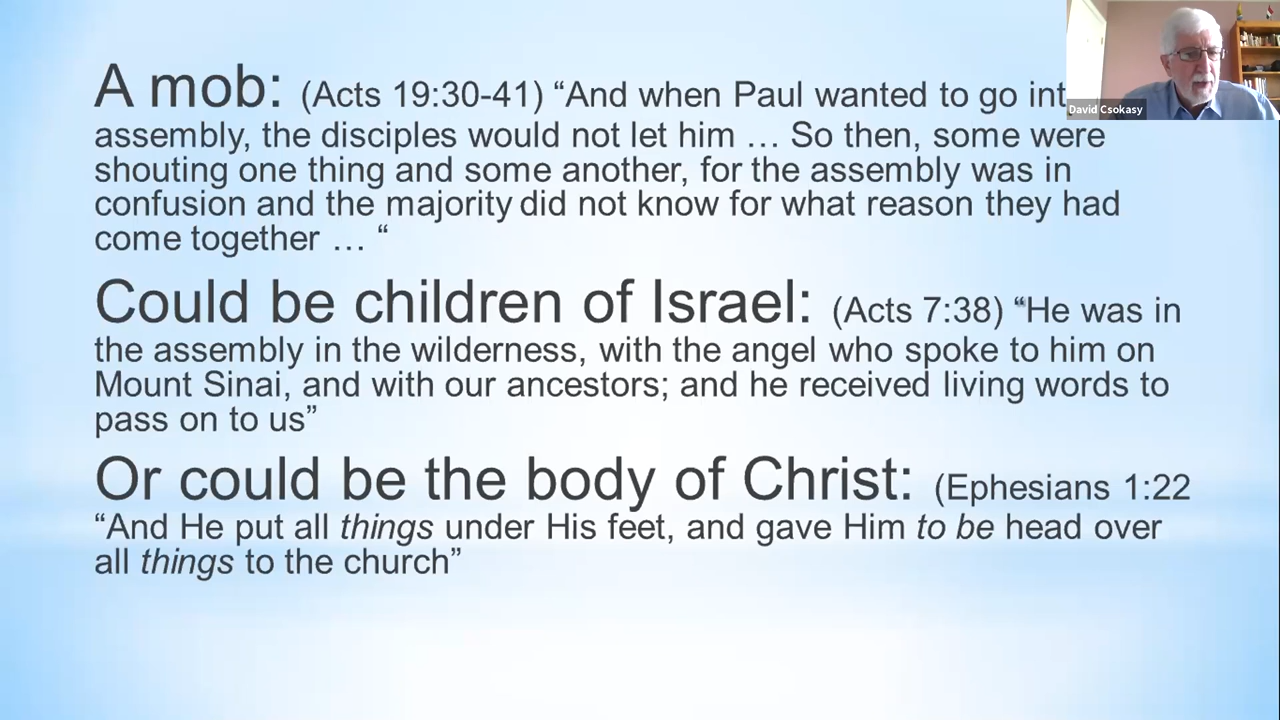 A mob: (Acts 19:30-41) “And when Paul wanted to go int
assembly, the disciples would not let him … So then, some were
shouting one thing and some another, for the assembly was in
confusion and the majority did not know for what reason they had
come together … “
Could be children of Israel: (Acts 7:38) “He was in
the assembly in the wilderness, with the angel who spoke to him on
Mount Sinai, and with our ancestors; and he received living words to
pass on to us”
Or could be the body of Christ: (Ephesians 1:22
“And He put all things under His feet, and gave Him to be head over
all things to the church”
David Csokasy